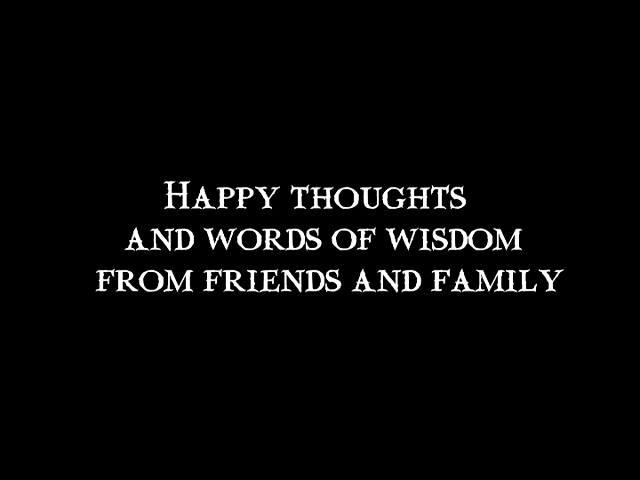 Happy thoughts
and words of wisdom
from friends and family